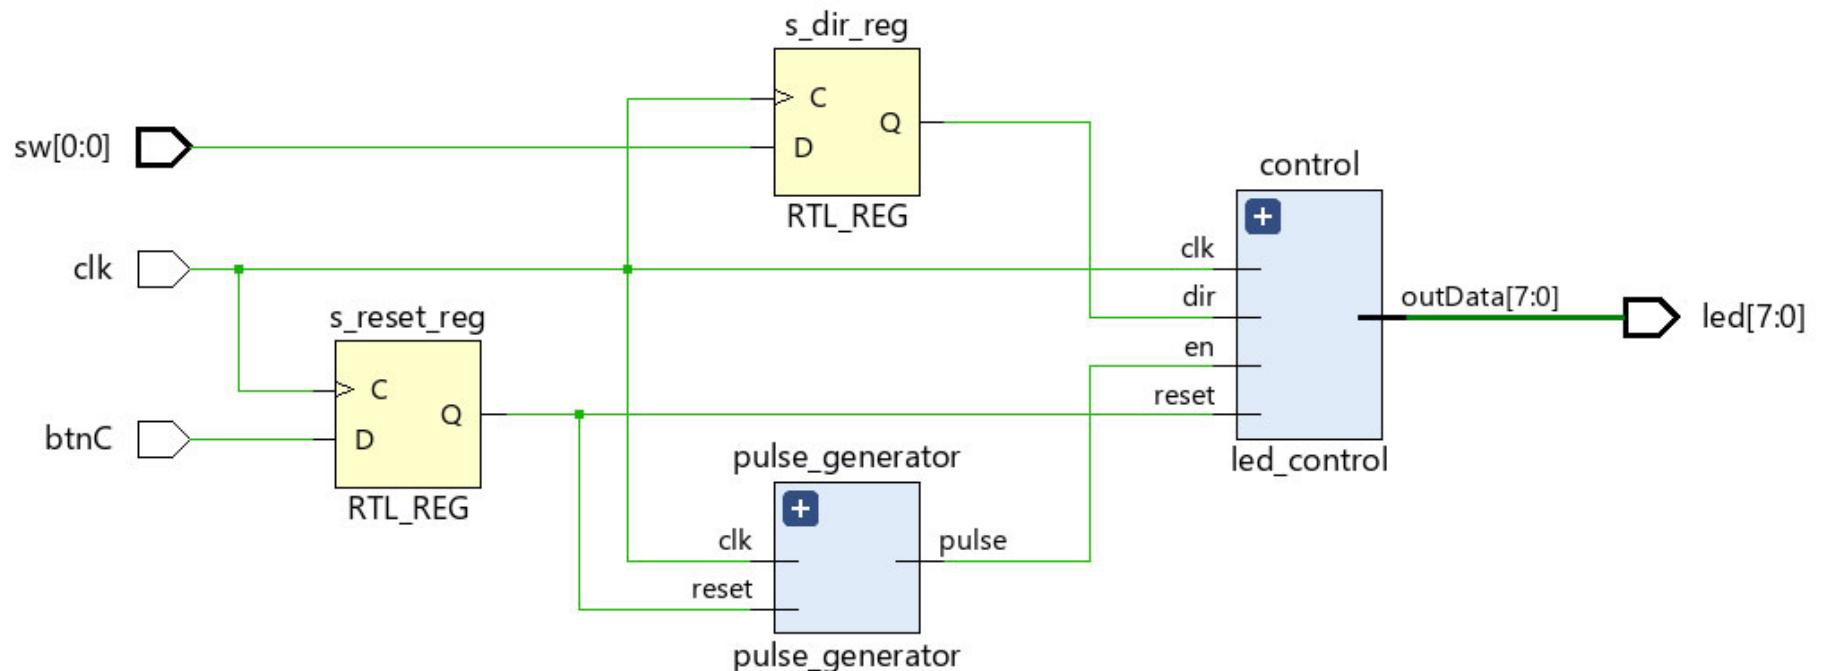 s_dir_reg
C
Q
D
RTL_REG
sw[0:0]
clk
btnC
s_reset_reg
C
Q
D
RTL_REG
pulse_generator
+
clk
pulse
reset
pulse_generator
control
+
clk
dir
en
reset
outData[7:0]
led_control
led[7:0]